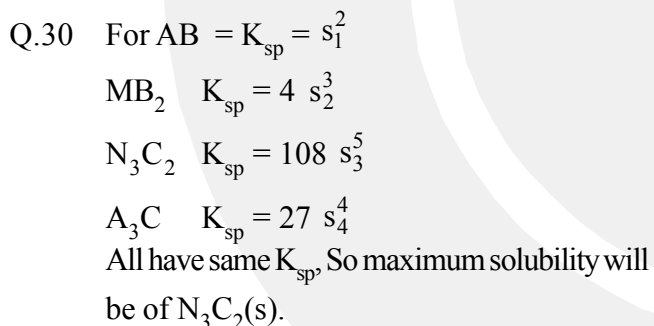 Q.30 For AB = K_sp = s_1^2
MB_2 K_sp = 4 s_2^3
N_3C_2 K_sp = 108 s_3^5
A_3C K_sp = 27 s_4^4
All have same K_sp, So maximum solubility will
be of N_3C_2(s).